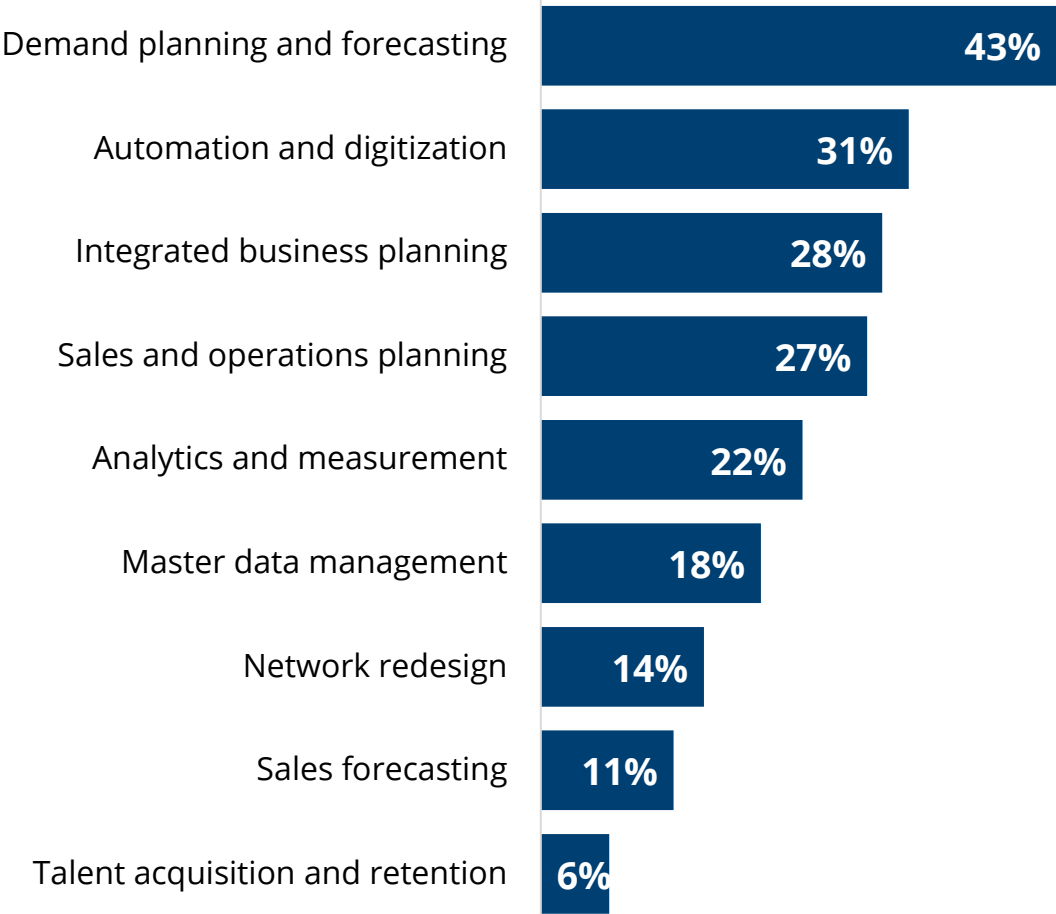 Demand planning and forecasting 43%
Automation and digitization 31%
Integrated business planning 28%
Sales and operations planning 27%
Analytics and measurement 22%
Master data management 18%
Network redesign 14%
Sales forecasting 11%
Talent acquisition and retention 6%